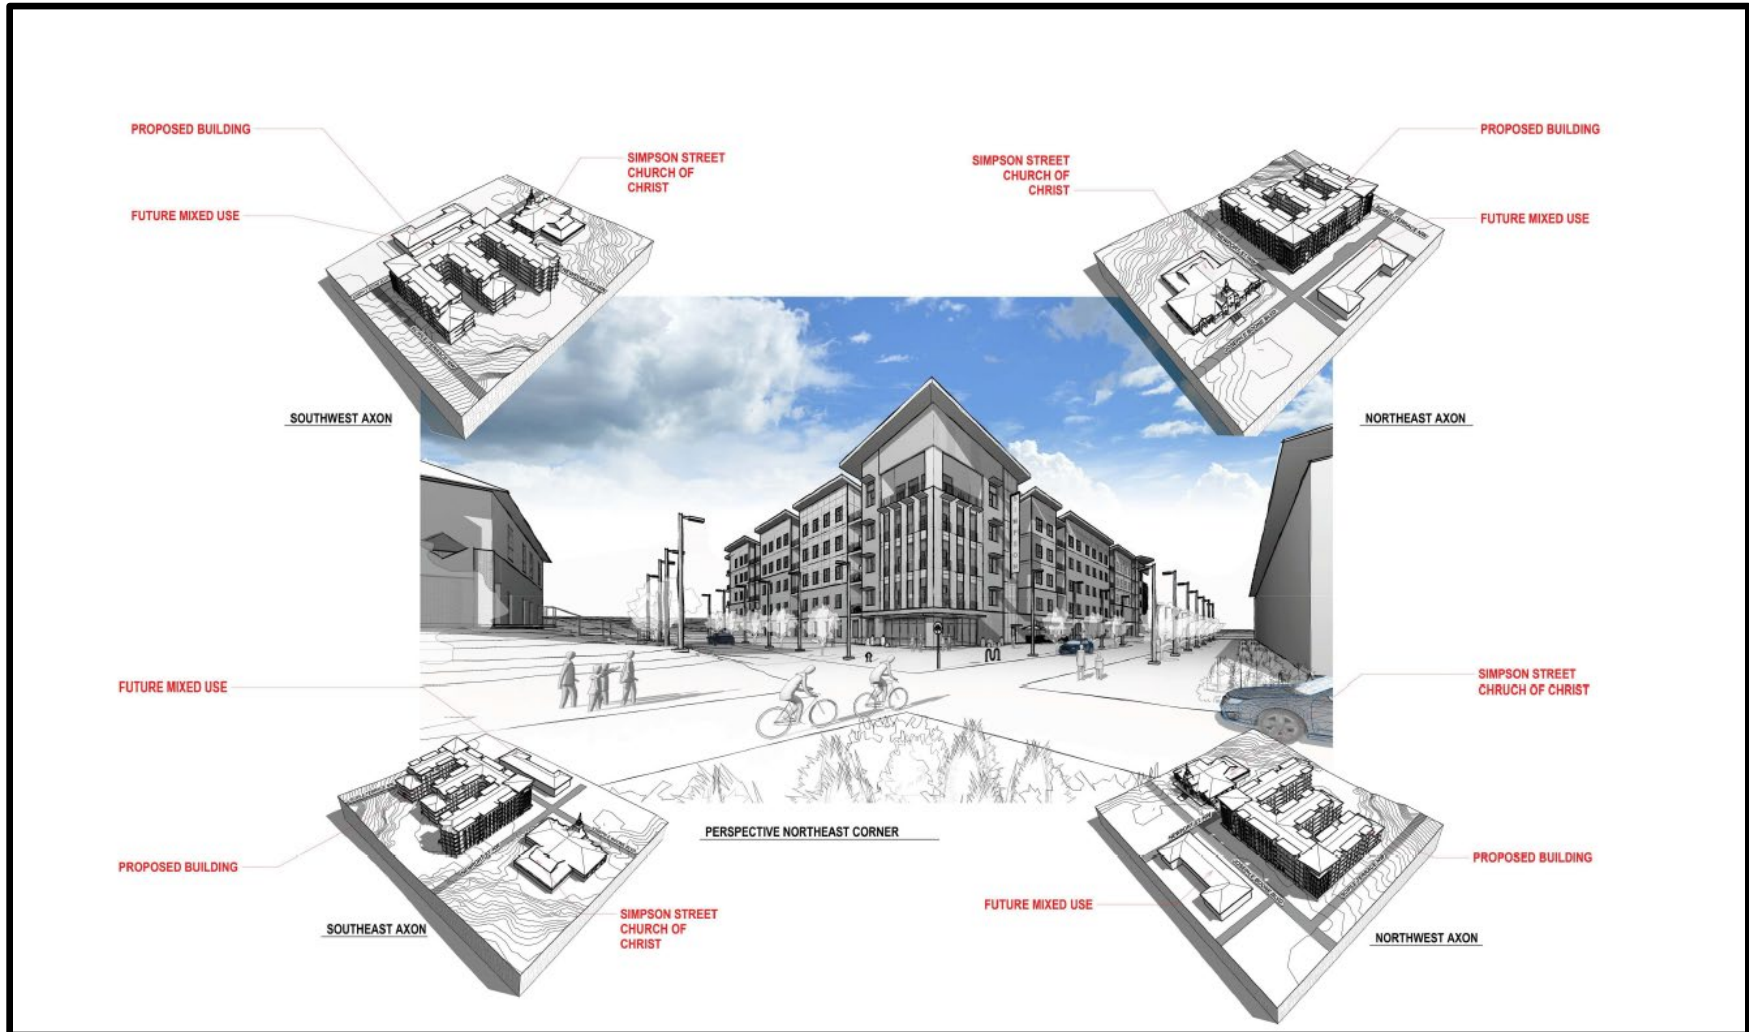 PROPOSED BUILDING
FUTURE MIXED USE
SIMPSON STREET
CHURCH OF
CHRIST
SOUTHWEST AXON
SIMPSON STREET
CHURCH OF
CHRIST
PROPOSED BUILDING
FUTURE MIXED USE
NORTHEAST AXON
FUTURE MIXED USE
PROPOSED BUILDING
SOUTHEAST AXON
SIMPSON STREET
CHURCH OF
CHRIST
PERSPECTIVE NORTHEAST CORNER
SIMPSON STREET
CHRUCH OF CHRIST
PROPOSED BUILDING
FUTURE MIXED USE
NORTHWEST AXON